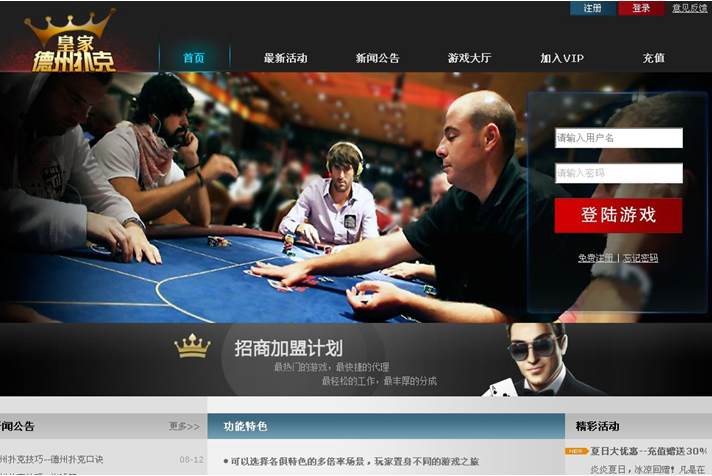 注册 登录 意见反馈
皇家
德州扑克
首页 最新活动 新闻公告 游戏大厅 加入VIP 充值
请输入用户名
请输入密码
登陆游戏
免费注册 | 忘记密码
招商加盟计划
最热门的游戏，最快捷的代理
最轻松的工作，最丰厚的分成
闻公告 更多>>
功能特色
精彩活动
州扑克技巧--德州扑克口诀 08-12
可以选择各俱特色的多倍率场景，玩家置身不同的游戏之旅
NEW 夏日大优惠--充值赠送30%
炎炎夏日，冰凉回赠！凡是在